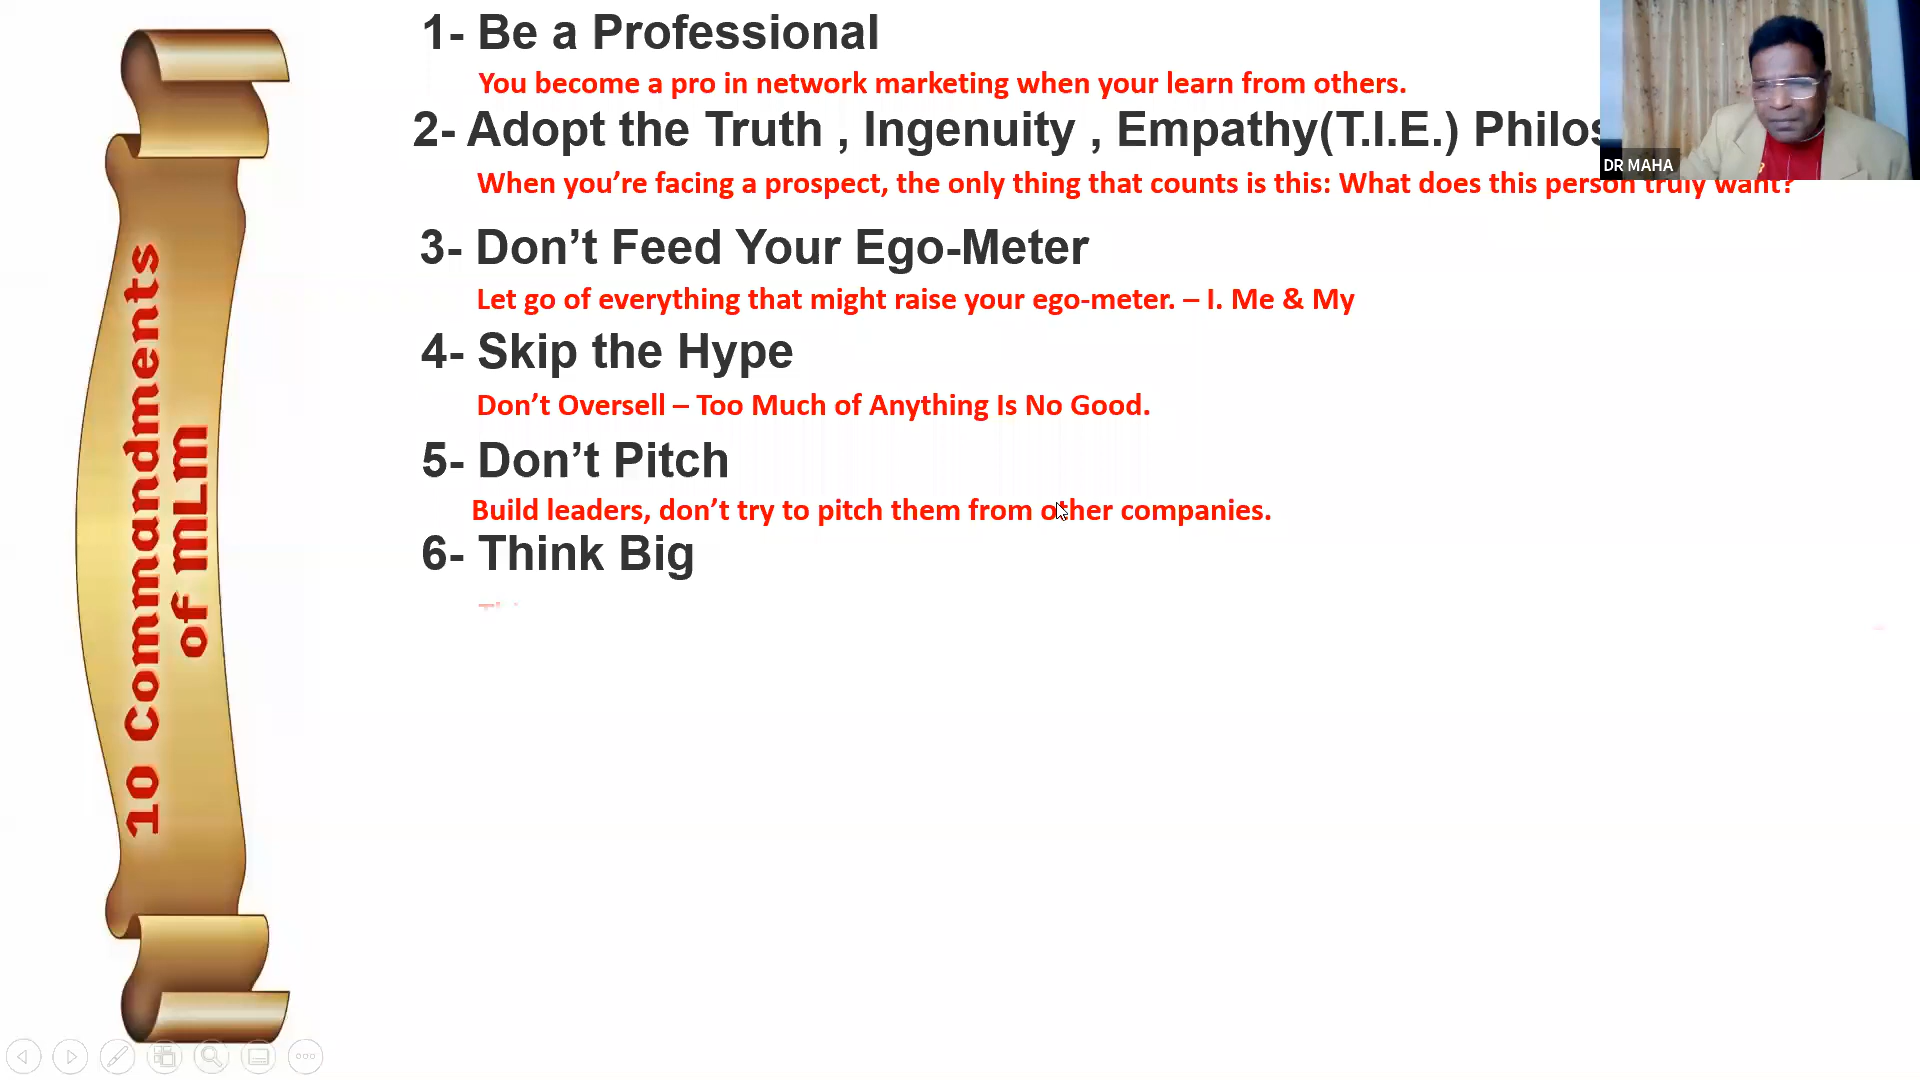 10 Commandments
of MLM
1- Be a Professional
You become a pro in network marketing when your learn from others.
2- Adopt the Truth , Ingenuity , Empathy(T.I.E.)
When you’re facing a prospect, the only thing that counts is this: What does this person truly want?
3- Don’t Feed Your Ego-Meter
Let go of everything that might raise your ego-meter. – I. Me & My
4- Skip the Hype
Don’t Oversell – Too Much of Anything Is No Good.
5- Don’t Pitch
Build leaders, don’t try to pitch them from other companies.
6- Think Big
DR MAHA